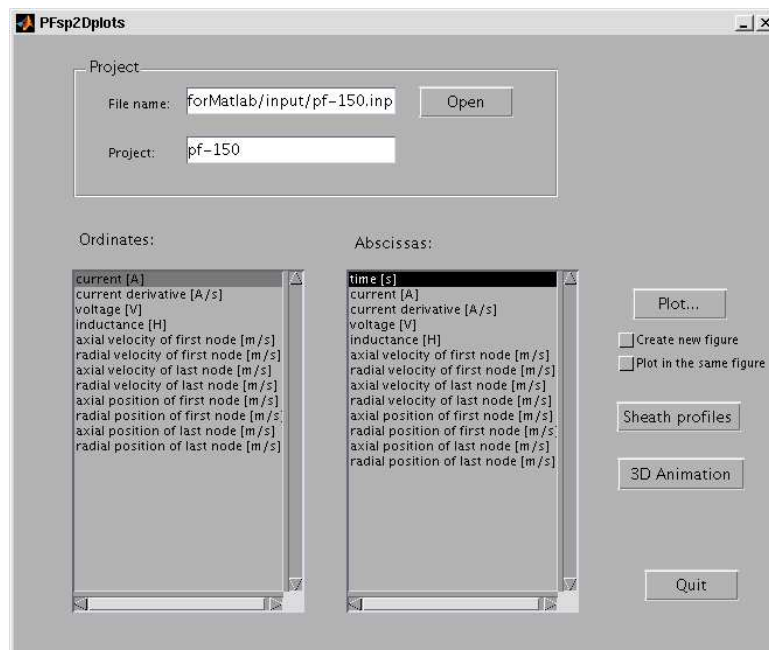 PFsp2Dplots
Project
File name:
forMatlab/input/pf-150.inp
Open
Project:
pf-150
Ordinates:
current [A]
current derivative [A/s]
voltage [V]
inductance [H]
axial velocity of first node [m/s]
radial velocity of first node [m/s]
axial velocity of last node [m/s]
radial velocity of last node [m/s]
axial position of first node [m/s]
radial position of first node [m/s]
axial position of last node [m/s]
radial position of last node [m/s]
Abscissas:
time [s]
current [A]
current derivative [A/s]
voltage [V]
inductance [H]
axial velocity of first node [m/s]
radial velocity of first node [m/s]
axial velocity of last node [m/s]
radial velocity of last node [m/s]
axial position of first node [m/s]
radial position of first node [m/s]
axial position of last node [m/s]
radial position of last node [m/s]
Plot...
Create new figure
Plot in the same figure
Sheath profiles
3D Animation
Quit